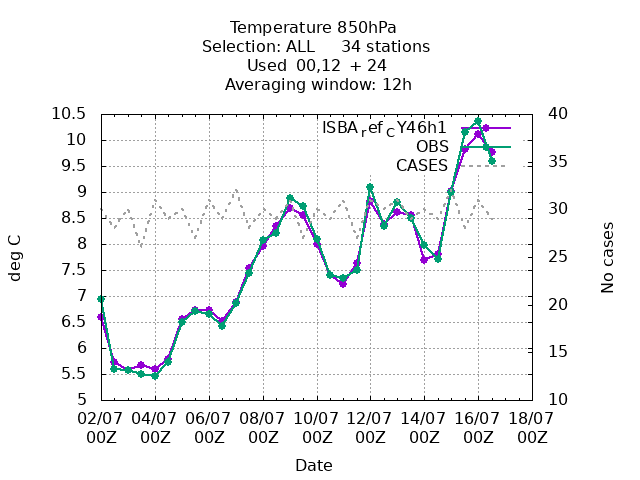 Temperature 850hPa
Selection: ALL 34 stations
Used 00,12 + 24
Averaging window: 12h
ISBA_ref_CY46h1
OBS
CASES
10.5
10
9.5
9
8.5
8
7.5
7
6.5
6
5.5
5
deg C
40
35
30
25
20
15
10
No cases
02/07 04/07 06/07 08/07 10/07 12/07 14/07 16/07 18/07
00Z 00Z 00Z 00Z 00Z 00Z 00Z 00Z 00Z
Date